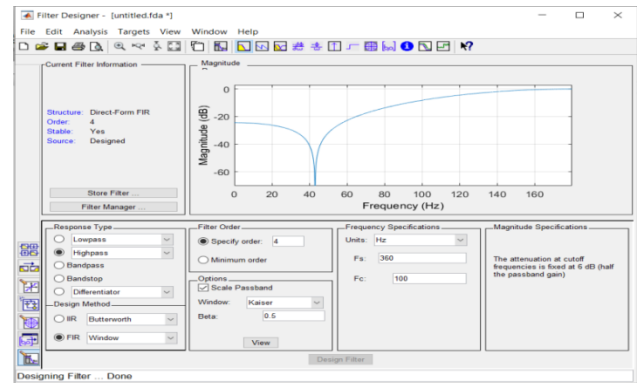 Filter Designer - [untitled.fda *]
File Edit Analysis Targets View Window Help
Current Filter Information
Structure: Direct-Form FIR
Order: 4
Stable: Yes
Source: Designed
Store Filter ...
Filter Manager ...
Magnitude
Magnitude (dB)
0
-20
-40
-60
0 20 40 60 80 100 120 140 160
Frequency (Hz)
Response Type
Lowpass
Highpass
Bandpass
Bandstop
Differentiator
Design Method
IIR Butterworth
FIR Window
Filter Order
Specify order: 4
Minimum order
Options
Scale Passband
Window: Kaiser
Beta: 0.5
View
Frequency Specifications
Units: Hz
Fs: 360
Fc: 100
Magnitude Specifications
The attenuation at cutoff
frequencies is fixed at 6 dB (half
the passband gain)
Design Filter
Designing Filter ... Done